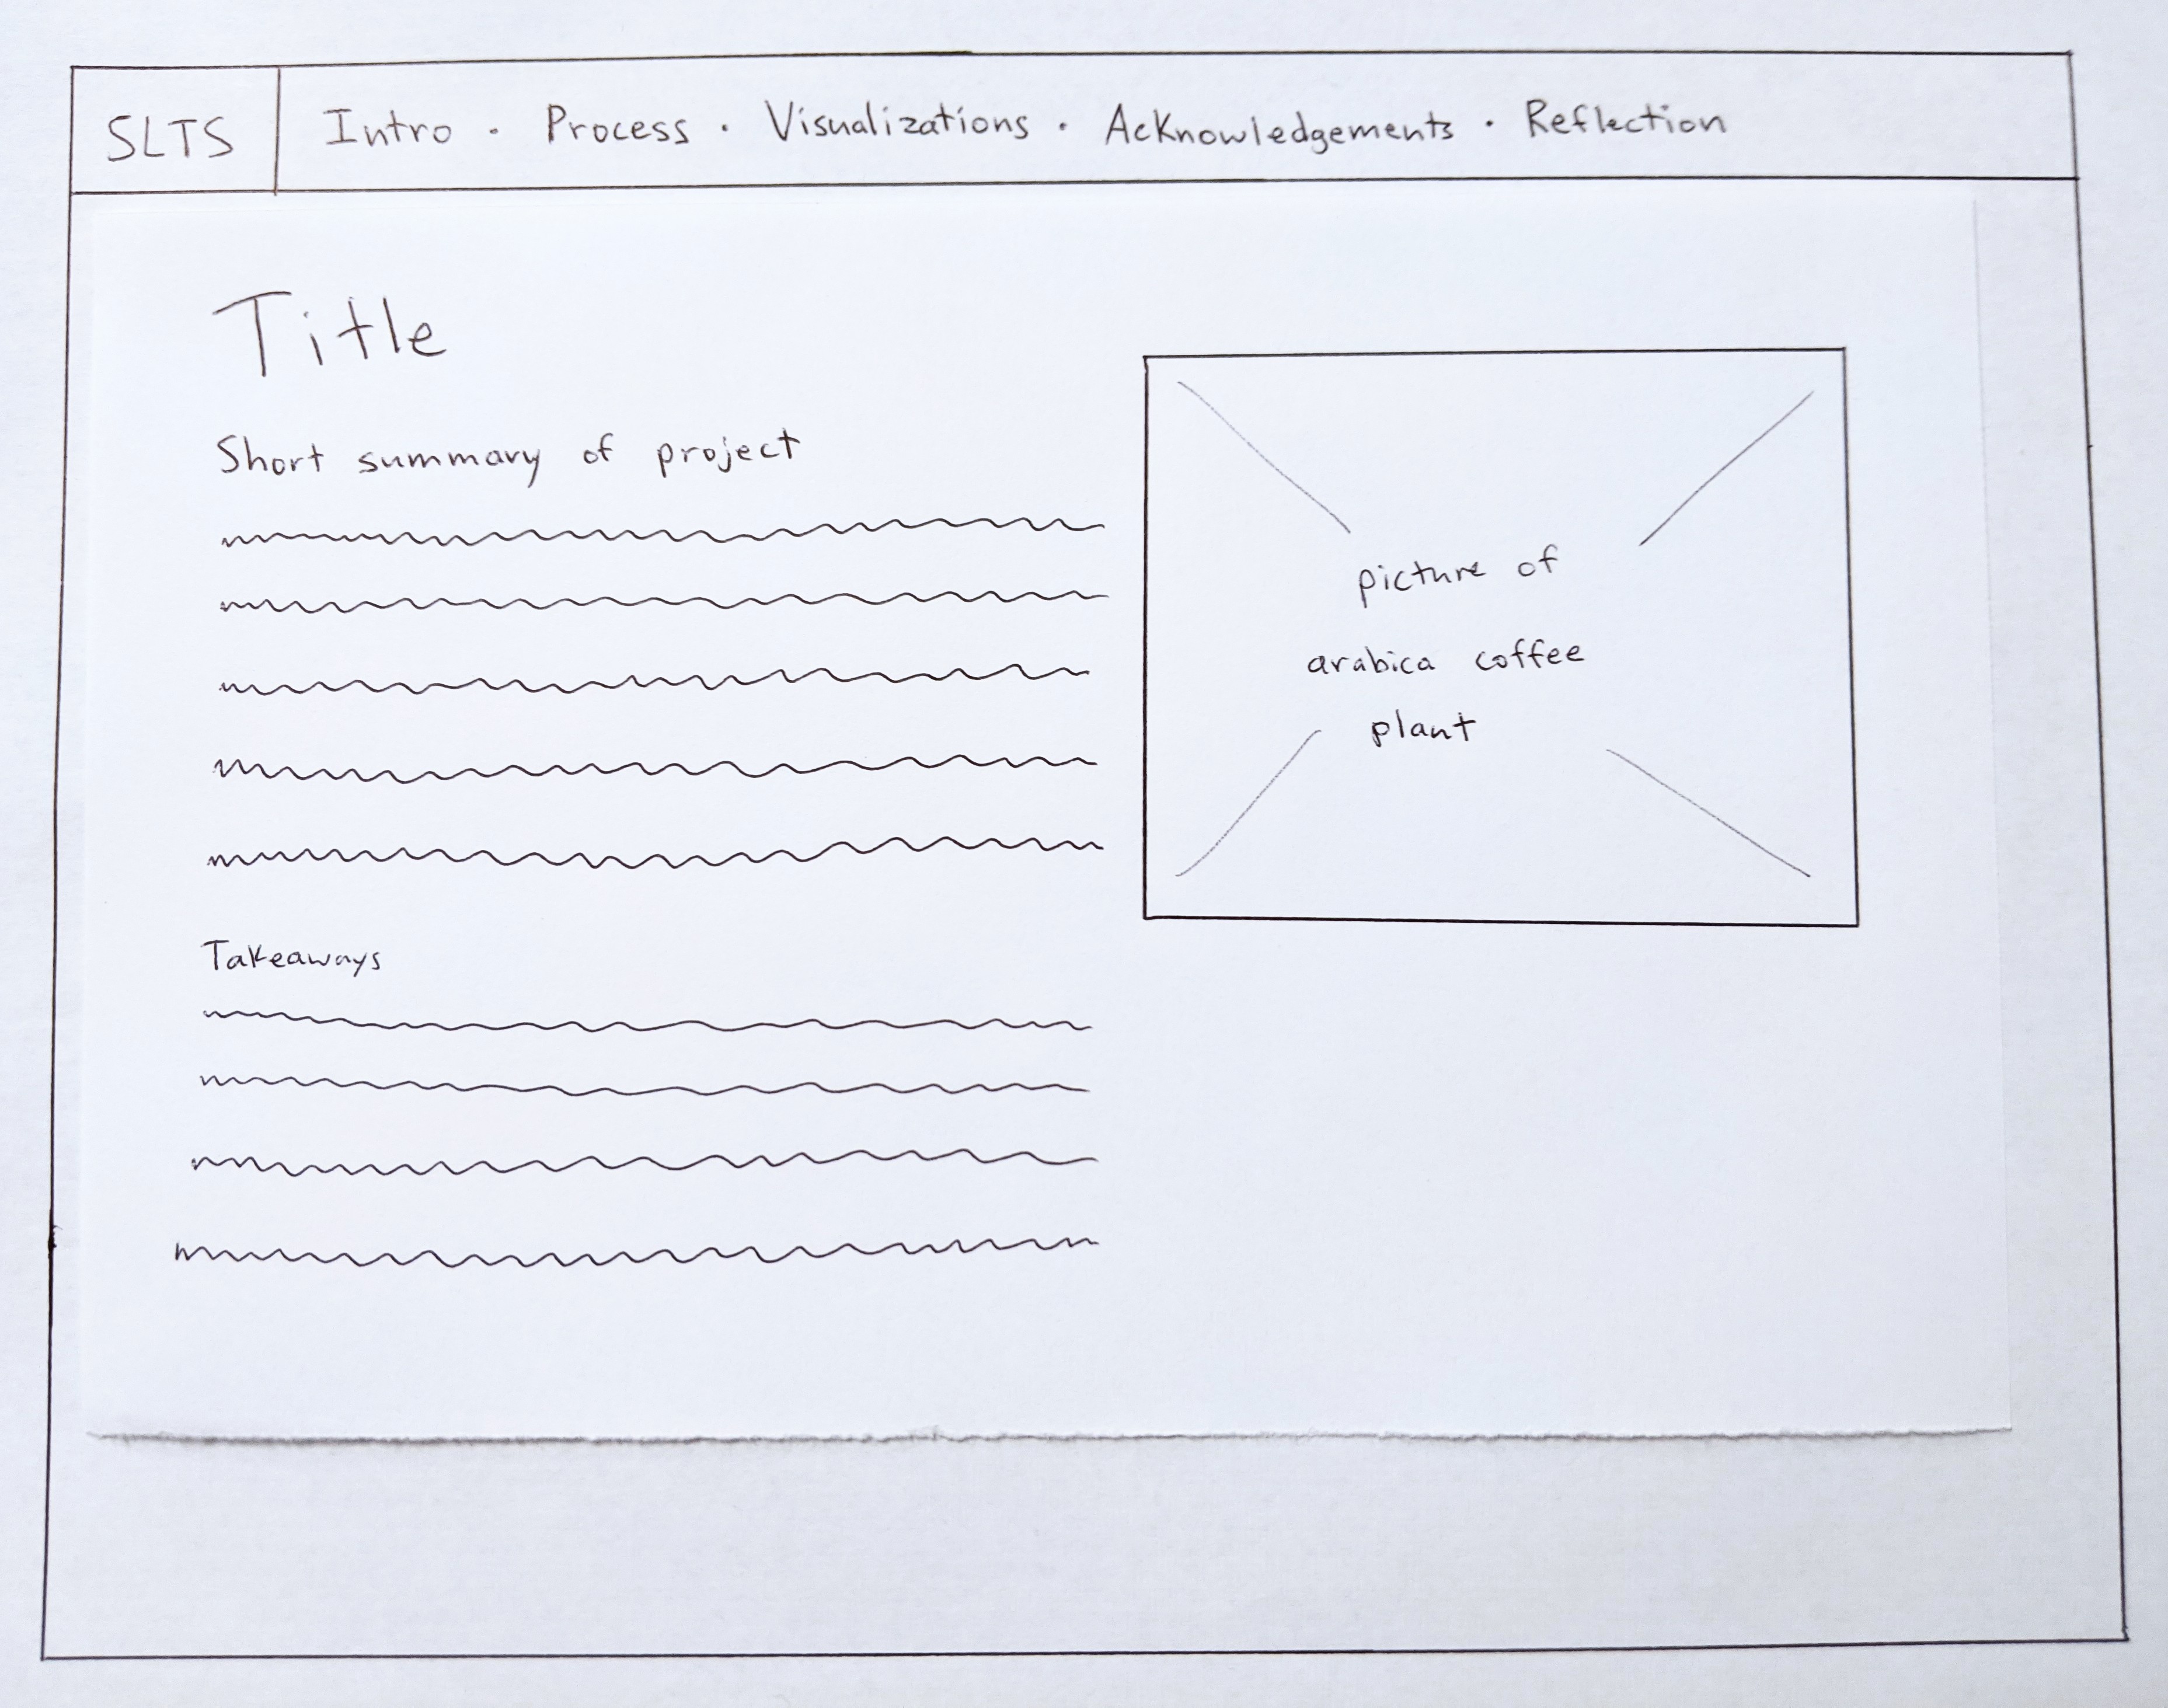 SLTS Intro · Process · Visualizations · Acknowledgements · Reflection
Title
Short summary of project
picture of
arabica coffee
plant
Takeaways